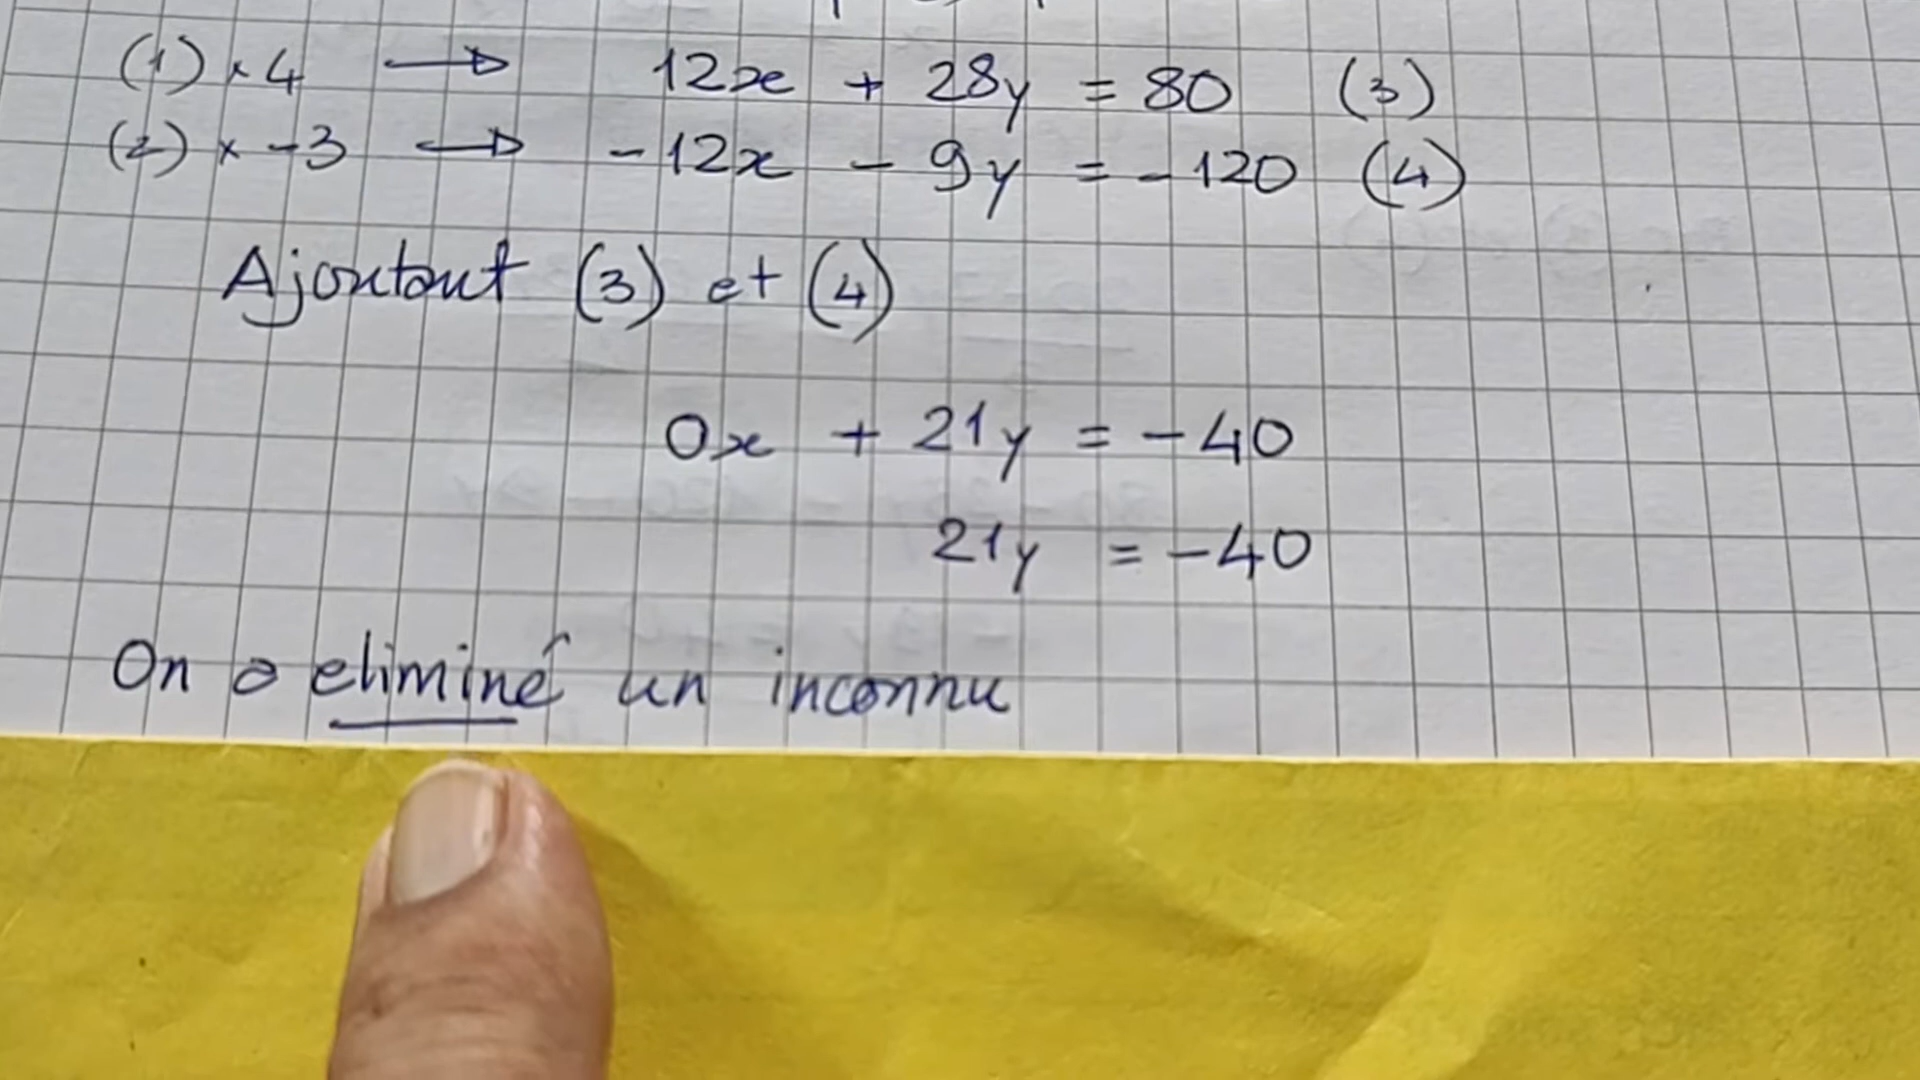 (1) × 4 → 12x + 28y = 80 (3)
(2) × -3 → -12x - 9y = -120 (4)
Ajoutant (3) et (4)
0x + 21y = -40
21y = -40
On a eliminé un inconnu